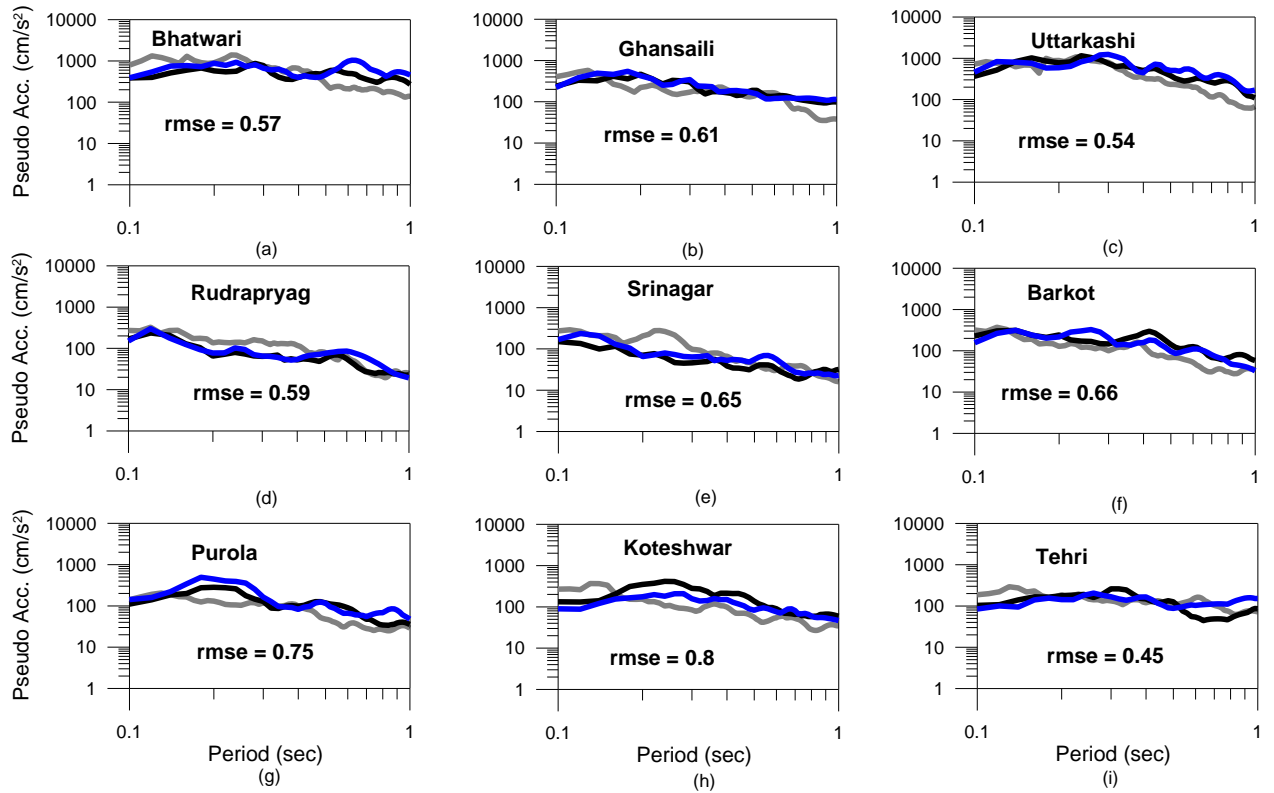 Pseudo Acc. (cm/s²)
10000
1000
100
10
1
Bhatwari
rmse = 0.57
0.1
1
(a)
10000
1000
100
10
1
Ghansaili
rmse = 0.61
0.1
1
(b)
10000
1000
100
10
1
Uttarkashi
rmse = 0.54
0.1
1
(c)
Pseudo Acc. (cm/s²)
10000
1000
100
10
1
Rudrapryag
rmse = 0.59
0.1
1
(d)
10000
1000
100
10
1
Srinagar
rmse = 0.65
0.1
1
(e)
10000
1000
100
10
1
Barkot
rmse = 0.66
0.1
1
(f)
Pseudo Acc. (cm/s²)
10000
1000
100
10
1
Purola
rmse = 0.75
0.1
1
Period (sec)
(g)
10000
1000
100
10
1
Koteshwar
rmse = 0.8
0.1
1
Period (sec)
(h)
10000
1000
100
10
1
Tehri
rmse = 0.45
0.1
1
Period (sec)
(i)